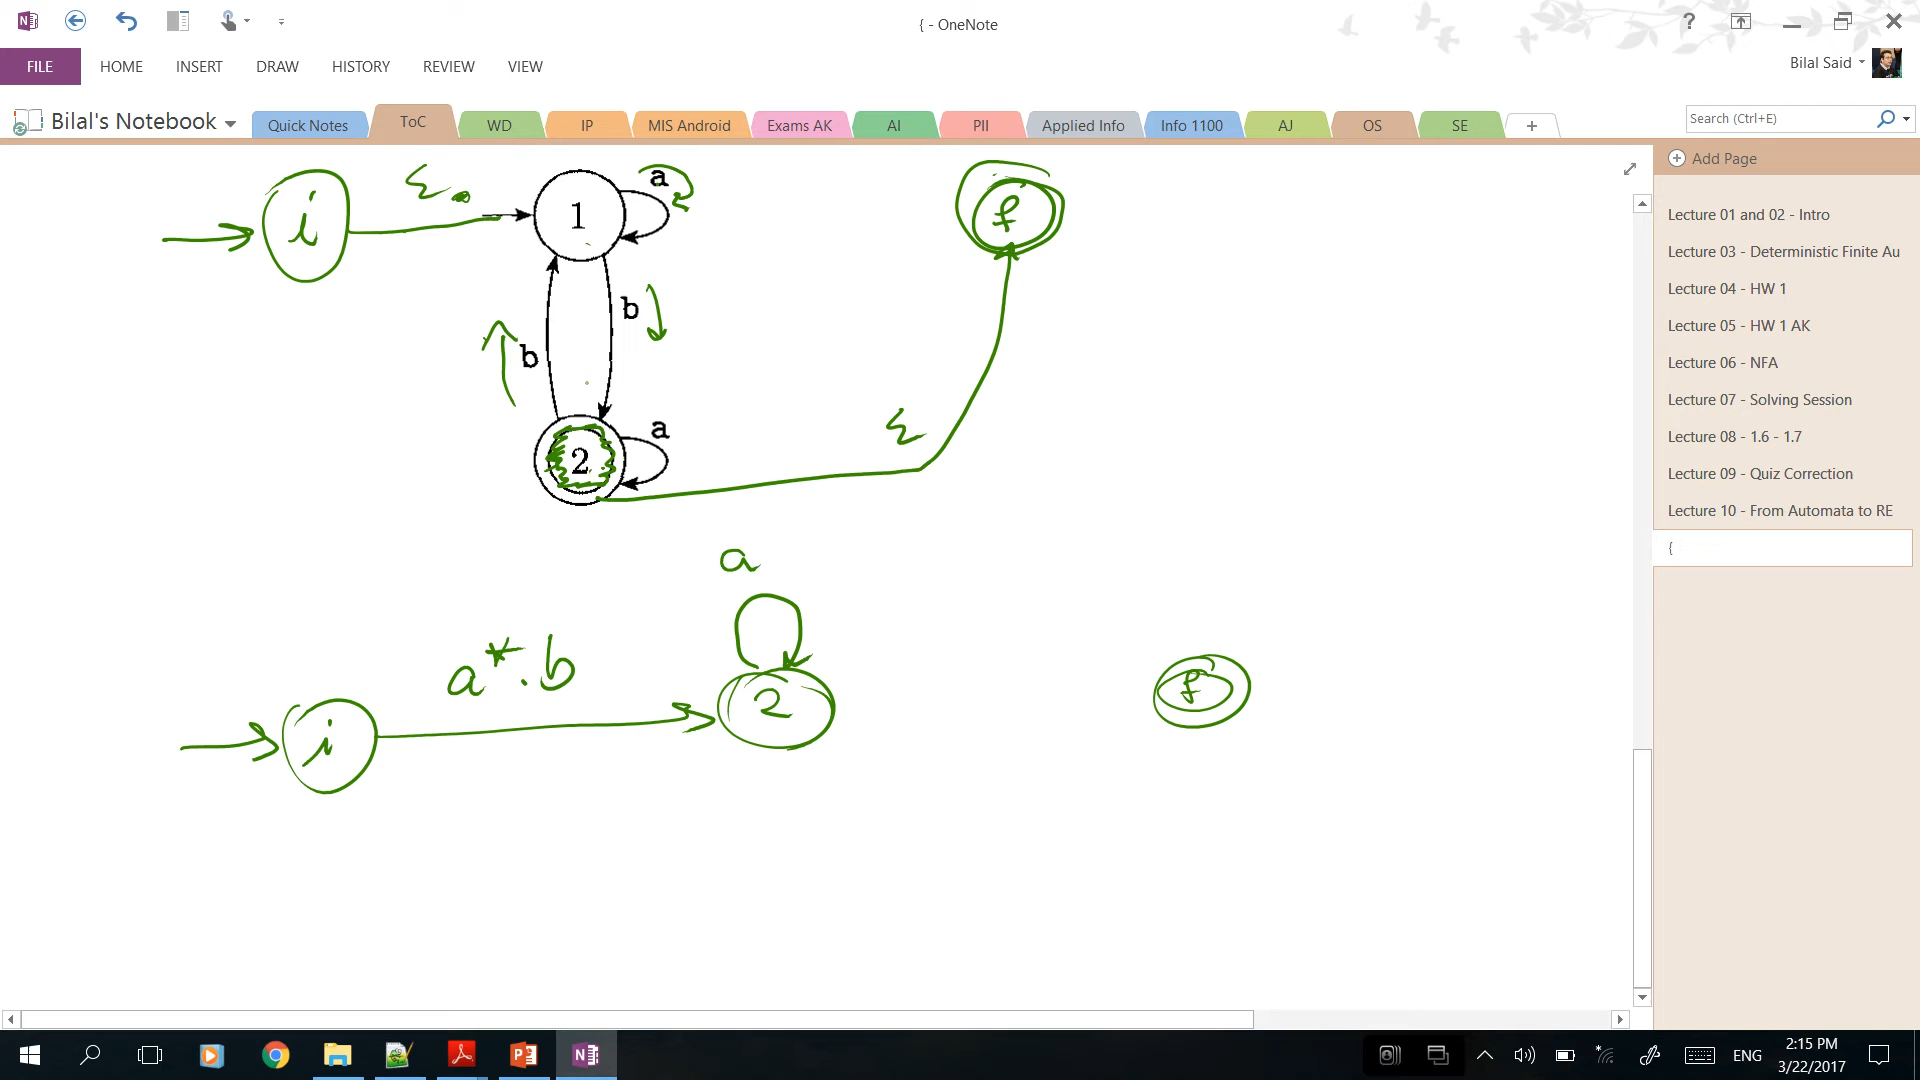 { - OneNote
?
FILE HOME INSERT DRAW HISTORY REVIEW VIEW
Bilal Said
Bilal's Notebook
Quick Notes ToC WD IP MIS Android Exams AK AI PII Applied Info Info 1100 AJ OS SE +
Search (Ctrl+E)
Add Page
Lecture 01 and 02 - Intro
Lecture 03 - Deterministic Finite Au
Lecture 04 - HW 1
Lecture 05 - HW 1 AK
Lecture 06 - NFA
Lecture 07 - Solving Session
Lecture 08 - 1.6 - 1.7
Lecture 09 - Quiz Correction
Lecture 10 - From Automata to RE
{
i ε 1 a f
b
b
2 a ε
a
a*.b
i 2 f
ENG
2:15 PM
3/22/2017